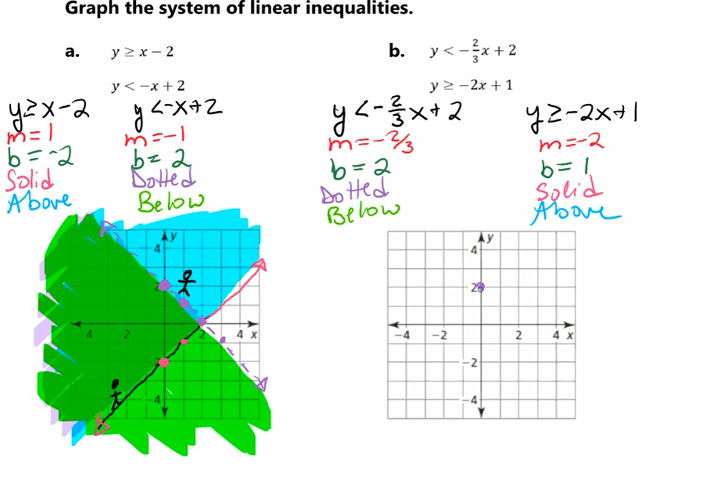 Graph the system of linear inequalities.
a. y ≥ x − 2
y < −x + 2
b. y < −2/3x + 2
y ≥ −2x + 1
y≥x−2
m=1
b=-2
Solid
Above
y<-x+2
m=-1
b=2
Dotted
Below
y<-2/3x+2
m=-2/3
b=2
Dotted
Below
y≥-2x+1
m=-2
b=1
Solid
Above
y
4
2
4 2 2 4 x
-2
-4
y
4
2
−4 −2 2 4 x
−2
−4